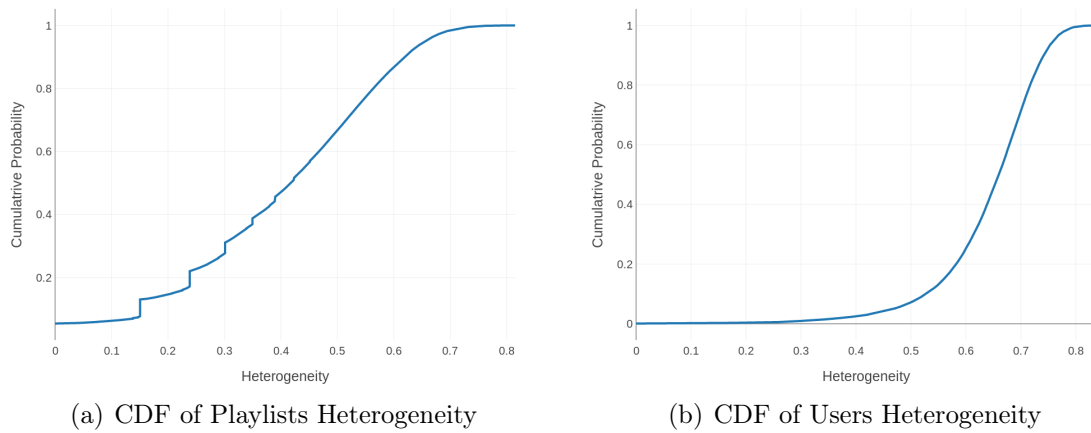 1
0.8
0.6
0.4
0.2
Cumulatrive Probability
0 0.1 0.2 0.3 0.4 0.5 0.6 0.7 0.8
Heterogeneity
(a) CDF of Playlists Heterogeneity
1
0.8
0.6
0.4
0.2
0
Cumulatrive Probability
0 0.1 0.2 0.3 0.4 0.5 0.6 0.7 0.8
Heterogeneity
(b) CDF of Users Heterogeneity